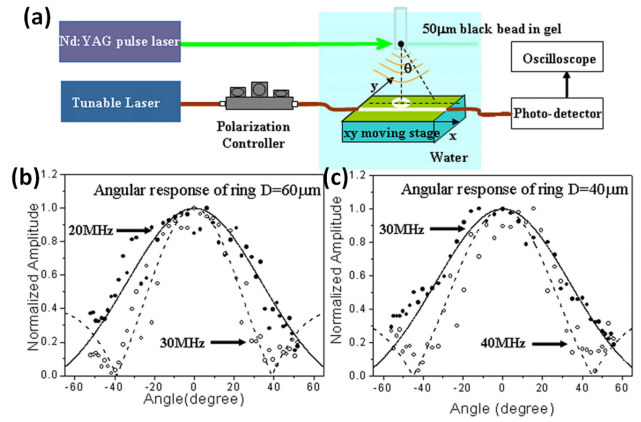 (a)
Nd:YAG pulse laser
50μm black bead in gel
Oscilloscope
θ
y
Tunable Laser
Photo-detector
Polarization
Controller
xy moving stage
x
Water
(b)
Angular response of ring D=60μm
20MHz
30MHz
Normalized Amplitude
1.2
1.0
0.8
0.6
0.4
0.2
0.0
-60 -40 -20 0 20 40 60
Angle(degree)
(c)
Angular response of ring D=40μm
30MHz
40MHz
Normalized Amplitude
1.2
1.0
0.8
0.6
0.4
0.2
0.0
-60 -40 -20 0 20 40 60
Angle (degree)